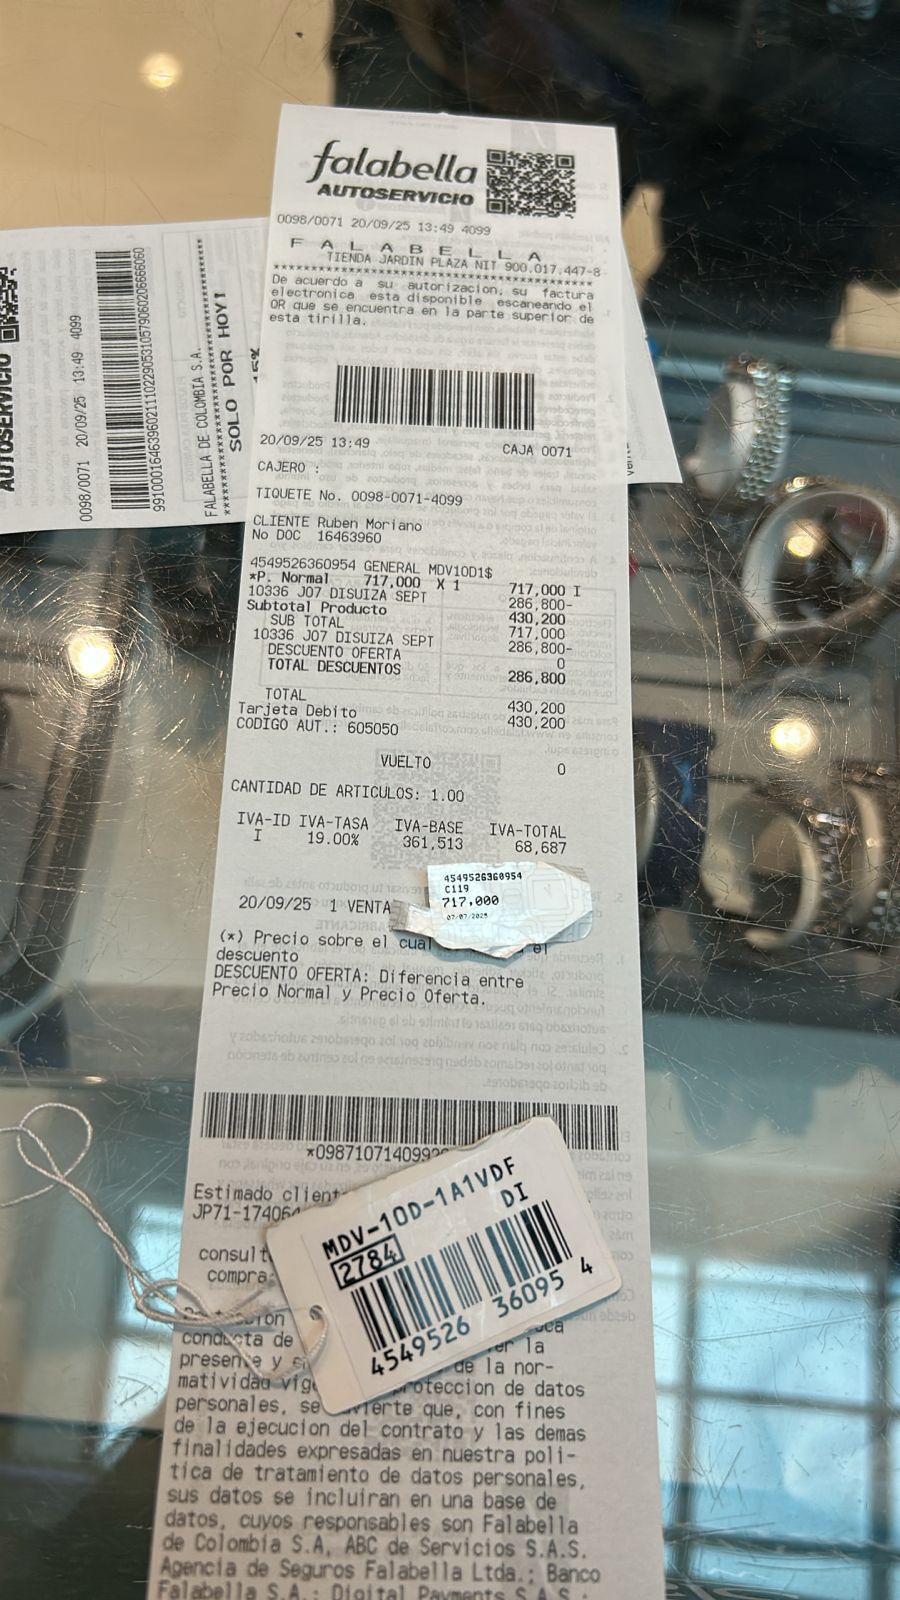 falabella
AUTOSERVICIO
0098/0071 20/09/25 13:49 4099
F A L A B E L L A
TIENDA JARDIN PLAZA NIT 900.017.447-8
****************************************
De acuerdo a su autorizacion, su factura
electronica esta disponible escaneando el
QR que se encuentra en la parte superior de
esta tirilla.
20/09/25 13:49
CAJA 0071
CAJERO :
TIQUETE No. 0098-0071-4099
CLIENTE Ruben Moriano
No DOC 16463960
4549526360954 GENERAL MDV10D1$
*P. Normal 717,000 X 1 717,000 I
10336 J07 DISUIZA SEPT 286,800-
Subtotal Producto 430,200
SUB TOTAL 717,000
10336 J07 DISUIZA SEPT 286,800-
DESCUENTO OFERTA 0
TOTAL DESCUENTOS 286,800
TOTAL 430,200
Tarjeta Debito 430,200
CODIGO AUT.: 605050
VUELTO 0
CANTIDAD DE ARTICULOS: 1.00
IVA-ID IVA-TASA IVA-BASE IVA-TOTAL
I 19.00% 361,513 68,687
20/09/25 1 VENTA
4549526360954
C119
717,000
07/07/2025
(*) Precio sobre el cual el
descuento
DESCUENTO OFERTA: Diferencia entre
Precio Normal y Precio Oferta.
Estimado client
consult
compra:
MDV-10D-1A1VDF
DI
2784
4549526 36095 4
conducta de
presente y la
de la nor-
proteccion de datos
personales, se que, con fines
de la ejecucion del contrato y las demas
finalidades expresadas en nuestra poli-
tica de tratamiento de datos personales,
sus datos se incluiran en una base de
datos, cuyos responsables son Falabella
de Colombia S.A, ABC de Servicios S.A.S.
Agencia de Seguros Falabella Ltda.; Banco
Falabella S.A.; Digital Payments S.A.S.
AUTOSERVICIO
0098/0071 20/09/25 13:49 4099
FALABELLA DE COLOMBIA S.A.
SOLO POR HOY!
15%